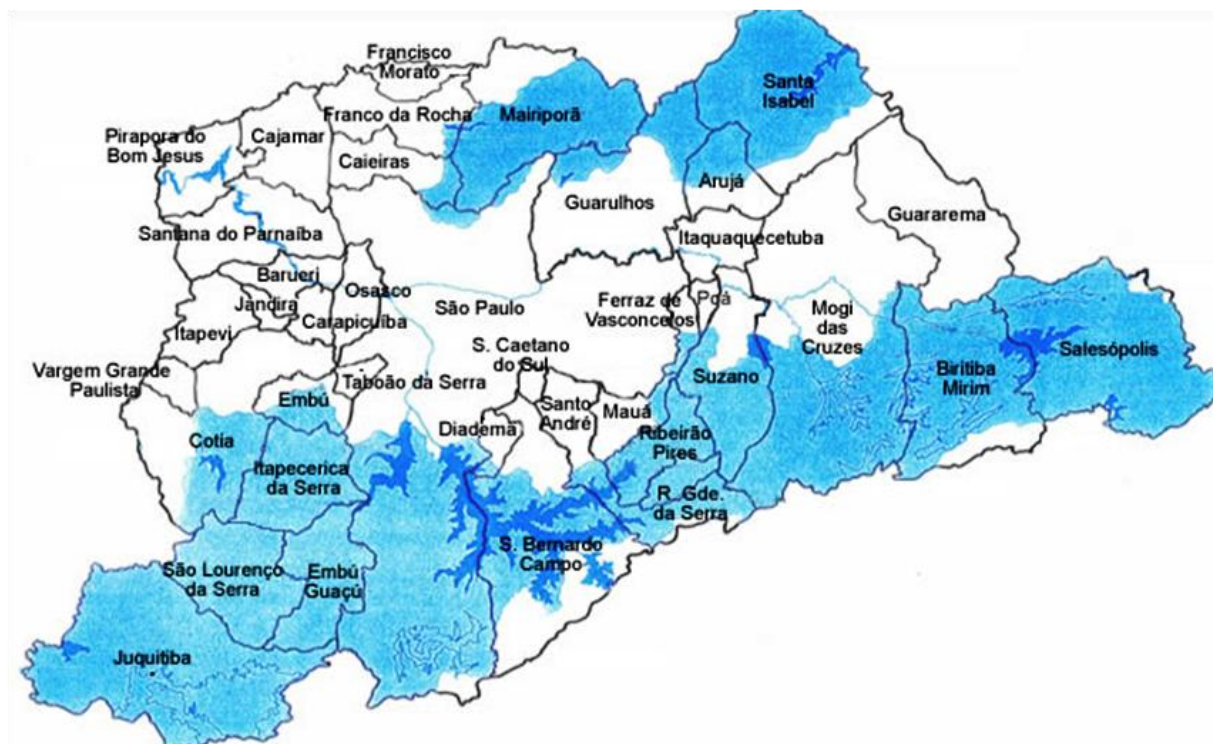 Francisco
Morato
Santa
Isabel
Mairiporã
Franco da Rocha
Pirapora do
Bom Jesus
Cajamar
Caieiras
Arujá
Guarulhos
Guararema
Santana do Parnaíba
Itaquaquecetuba
Barueri
Osasco
Jandira
Carapicuíba
São Paulo
Ferraz de
Vasconcelos
Poá
Mogi
das
Cruzes
Itapevi
S. Caetano
do Sul
Salesópolis
Vargem Grande
Paulista
Taboão da Serra
Suzano
Biritiba
Mirim
Embú
Santo
André
Mauá
Diadema
Cotia
Ribeirão
Pires
Itapecerica
da Serra
R. Gde.
da Serra
S. Bernardo
Campo
São Lourenço
da Serra
Embú
Guaçú
Juquitiba